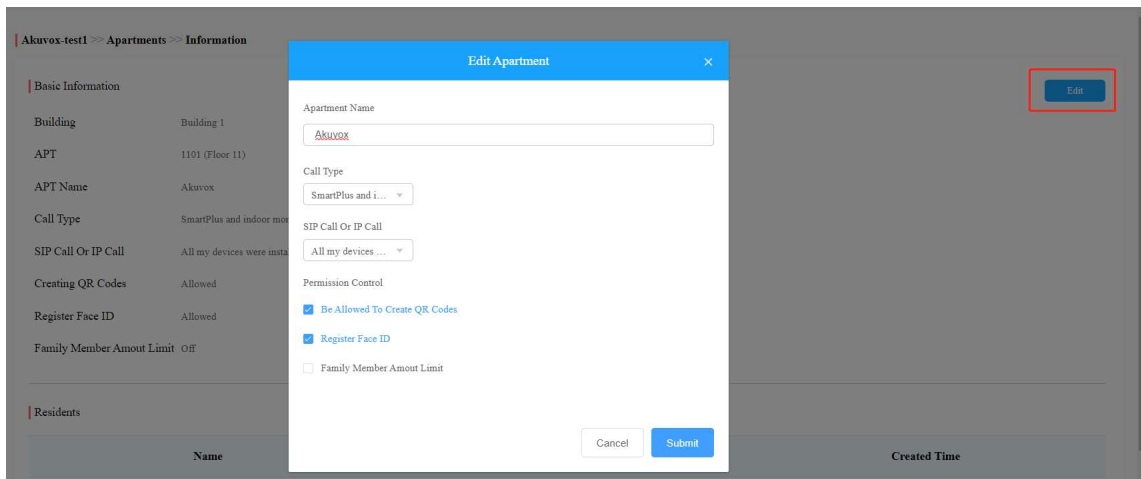 Akuvox-test1 >> Apartments >> Information
Edit Apartment
×
Basic Information
Edit
Apartment Name
Building
Building 1
Akuvox
APT
1101 (Floor 11)
Call Type
APT Name
Akuvox
SmartPlus and i...
Call Type
SmartPlus and indoor mor
SIP Call Or IP Call
SIP Call Or IP Call
All my devices were insta
All my devices ...
Creating QR Codes
Allowed
Permission Control
Be Allowed To Create QR Codes
Register Face ID
Allowed
Register Face ID
Family Member Amout Limit
Off
Family Member Amout Limit
Residents
Cancel
Submit
Name
Created Time